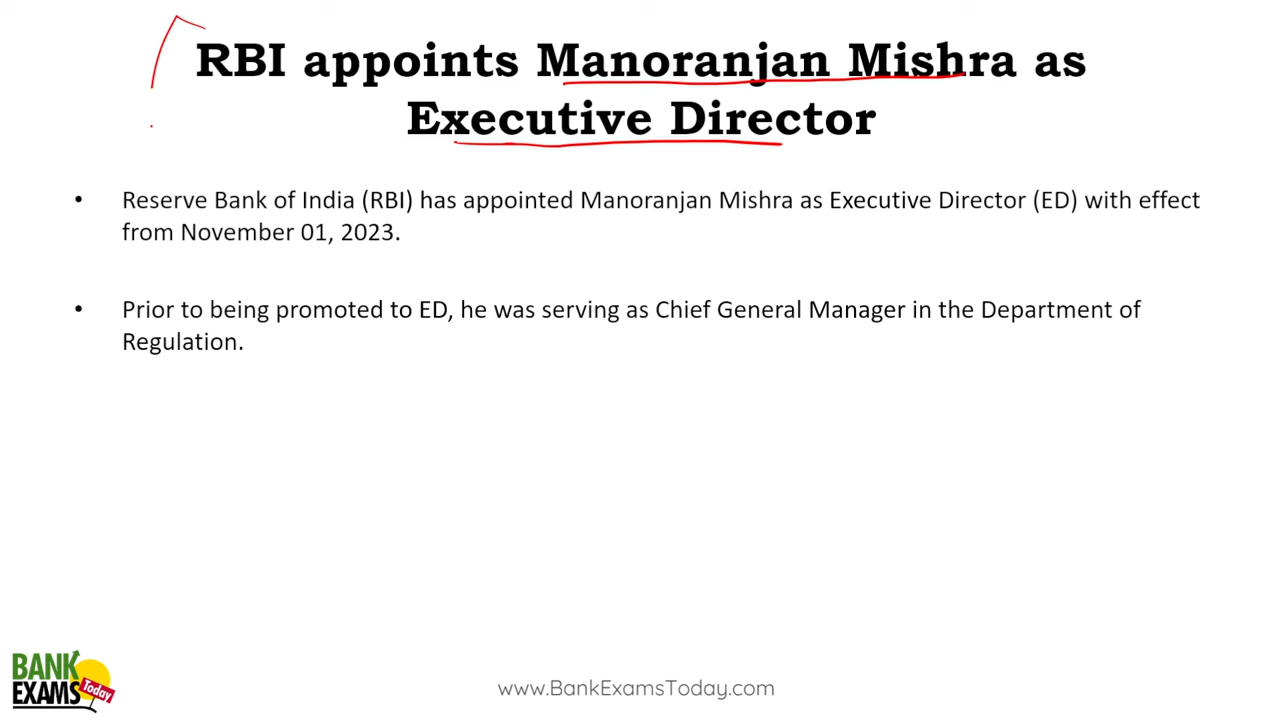 RBI appoints Manoranjan Mishra as
Executive Director
• Reserve Bank of India (RBI) has appointed Manoranjan Mishra as Executive Director (ED) with effect
from November 01, 2023.
• Prior to being promoted to ED, he was serving as Chief General Manager in the Department of
Regulation.
BANK
EXAMS Today
www.BankExamsToday.com